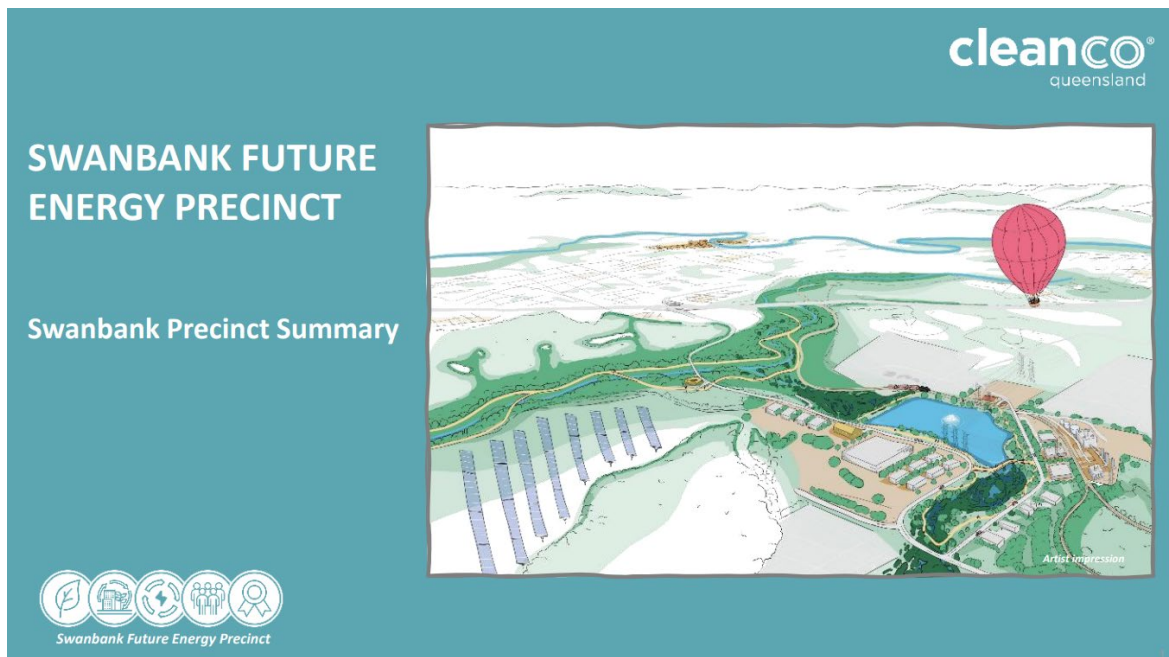 cleanco®
queensland
SWANBANK FUTURE
ENERGY PRECINCT
Swanbank Precinct Summary
Artist impression
Swanbank Future Energy Precinct